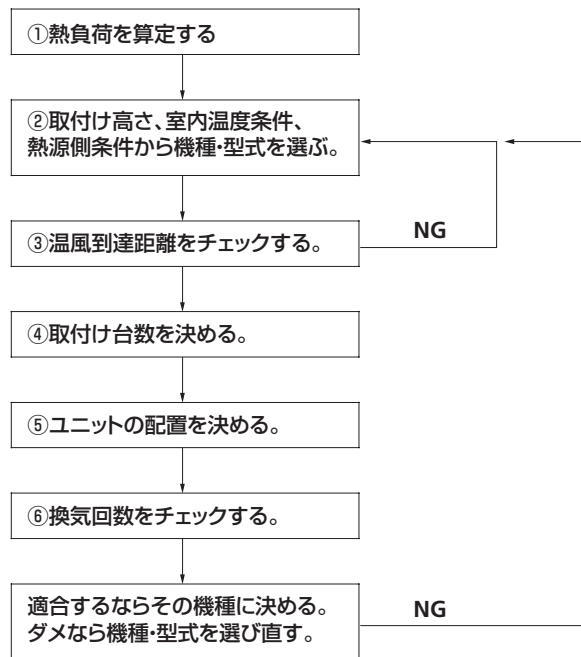 ①熱負荷を算定する
②取付け高さ、室内温度条件、
熱源側条件から機種・型式を選ぶ。
③温風到達距離をチェックする。
NG
④取付け台数を決める。
⑤ユニットの配置を決める。
⑥換気回数をチェックする。
適合するならその機種に決める。
ダメなら機種・型式を選び直す。
NG